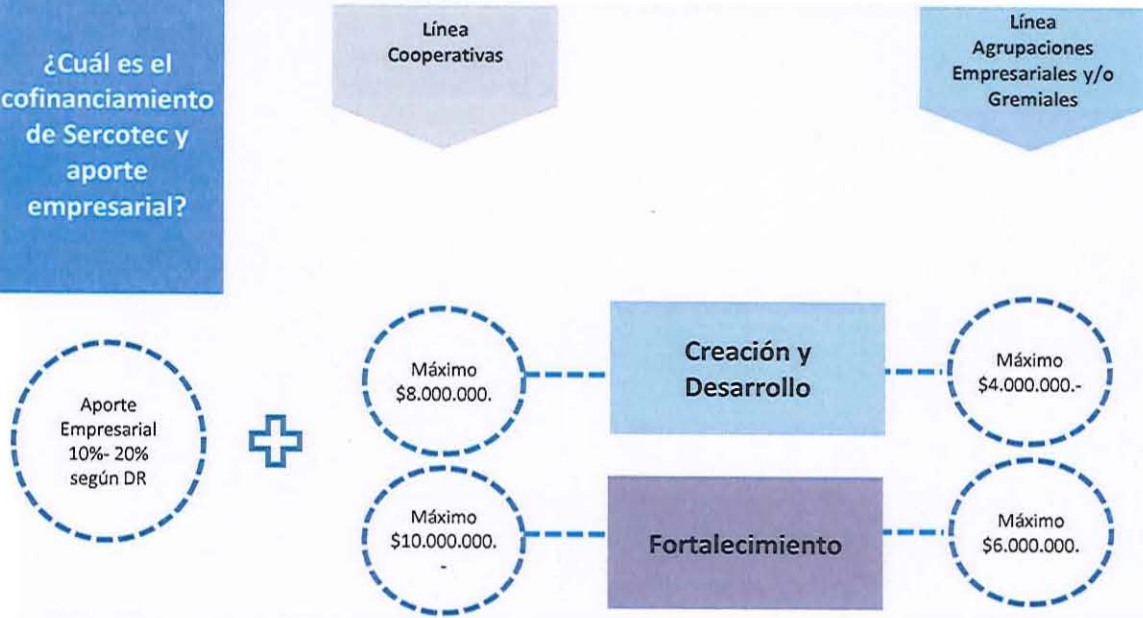 ¿Cuál es el
cofinanciamiento
de Sercotec y
aporte
empresarial?
Línea
Cooperativas
Línea
Agrupaciones
Empresariales y/o
Gremiales
Aporte
Empresarial
10%- 20%
según DR
Máximo
$8.000.000.
Creación y
Desarrollo
Máximo
$4.000.000.-
Máximo
$10.000.000.
-
Fortalecimiento
Máximo
$6.000.000.